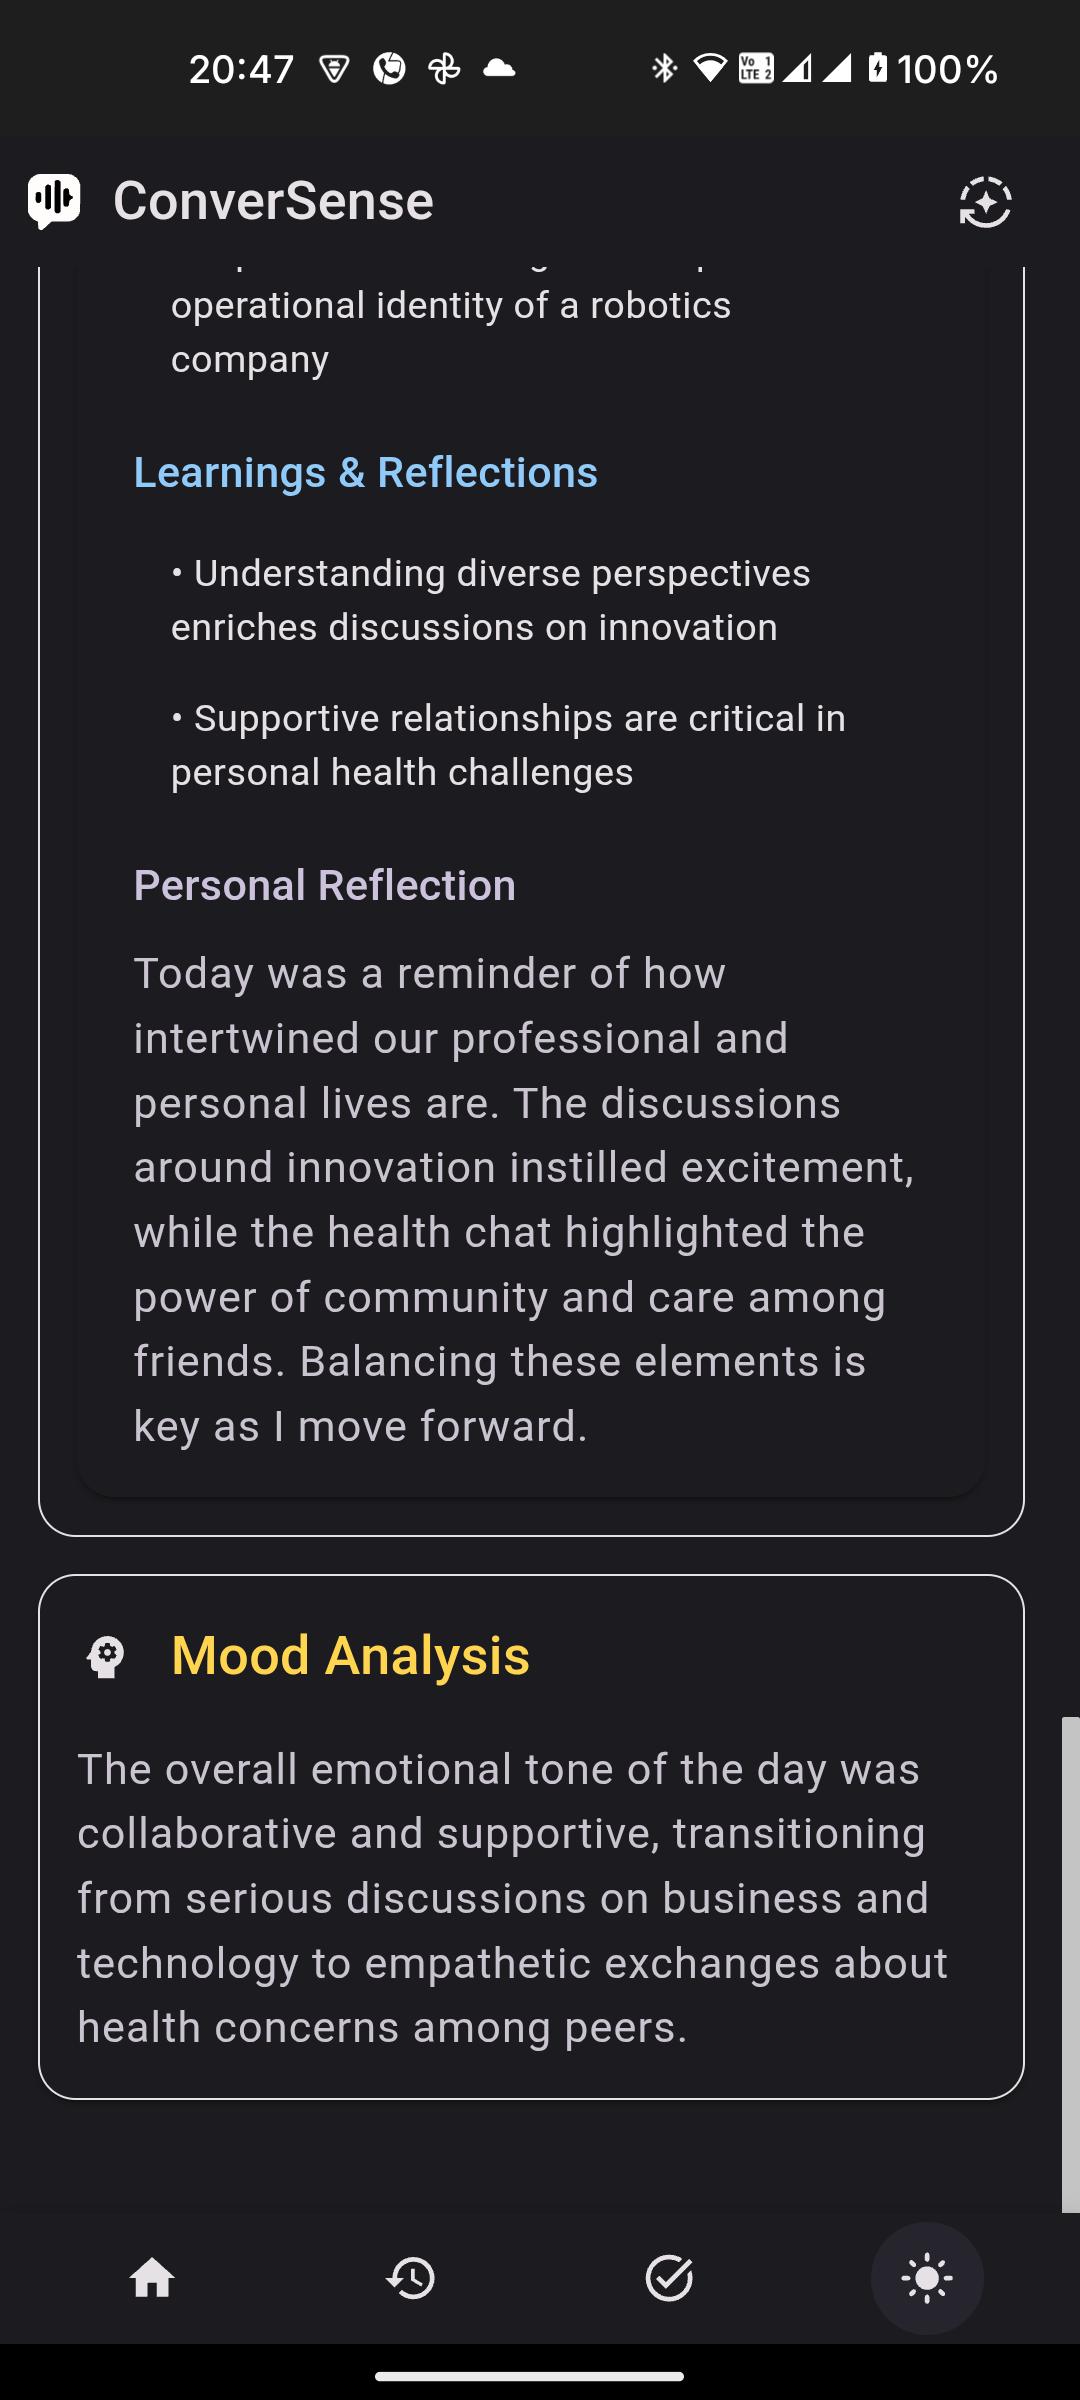 20:47
Vo 1
LTE 2
100%
ConverSense
operational identity of a robotics
company
Learnings & Reflections
• Understanding diverse perspectives
enriches discussions on innovation
• Supportive relationships are critical in
personal health challenges
Personal Reflection
Today was a reminder of how
intertwined our professional and
personal lives are. The discussions
around innovation instilled excitement,
while the health chat highlighted the
power of community and care among
friends. Balancing these elements is
key as I move forward.
Mood Analysis
The overall emotional tone of the day was
collaborative and supportive, transitioning
from serious discussions on business and
technology to empathetic exchanges about
health concerns among peers.